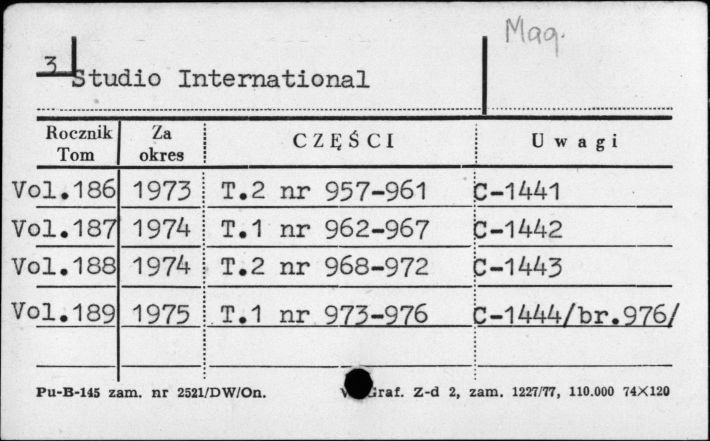 Mag.
3
Studio International
Rocznik Tom Za okres CZĘŚCI Uwagi
Vol.186 1973 T.2 nr 957-961 C-1441
Vol.187 1974 T.1 nr 962-967 C-1442
Vol.188 1974 T.2 nr 968-972 C-1443
Vol.189 1975 T.1 nr 973-976 C-1444/br.976/
Pu-B-145 zam. nr 2521/DW/On. Graf. Z-d 2, zam. 1227/77, 110.000 74×120